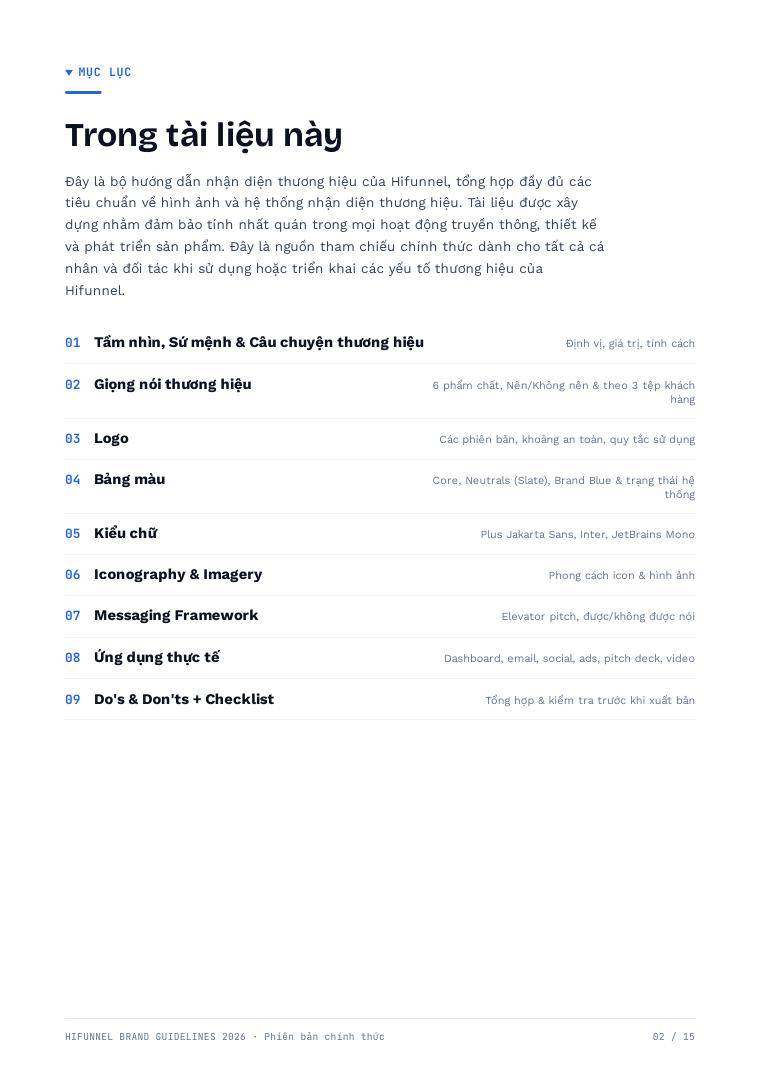 ▼ MỤC LỤC
Trong tài liệu này
Đây là bộ hướng dẫn nhận diện thương hiệu của Hifunnel, tổng hợp đầy đủ các
tiêu chuẩn về hình ảnh và hệ thống nhận diện thương hiệu. Tài liệu được xây
dựng nhằm đảm bảo tính nhất quán trong mọi hoạt động truyền thông, thiết kế
và phát triển sản phẩm. Đây là nguồn tham chiếu chính thức dành cho tất cả cá
nhân và đối tác khi sử dụng hoặc triển khai các yếu tố thương hiệu của
Hifunnel.
01 Tầm nhìn, Sứ mệnh & Câu chuyện thương hiệu Định vị, giá trị, tính cách
02 Giọng nói thương hiệu 6 phẩm chất, Nên/Không nên & theo 3 tệp khách
hàng
03 Logo Các phiên bản, khoảng an toàn, quy tắc sử dụng
04 Bảng màu Core, Neutrals (Slate), Brand Blue & trạng thái hệ
thống
05 Kiểu chữ Plus Jakarta Sans, Inter, JetBrains Mono
06 Iconography & Imagery Phong cách icon & hình ảnh
07 Messaging Framework Elevator pitch, được/không được nói
08 Ứng dụng thực tế Dashboard, email, social, ads, pitch deck, video
09 Do's & Don'ts + Checklist Tổng hợp & kiểm tra trước khi xuất bản
HIFUNNEL BRAND GUIDELINES 2026 · Phiên bản chính thức 02 / 15